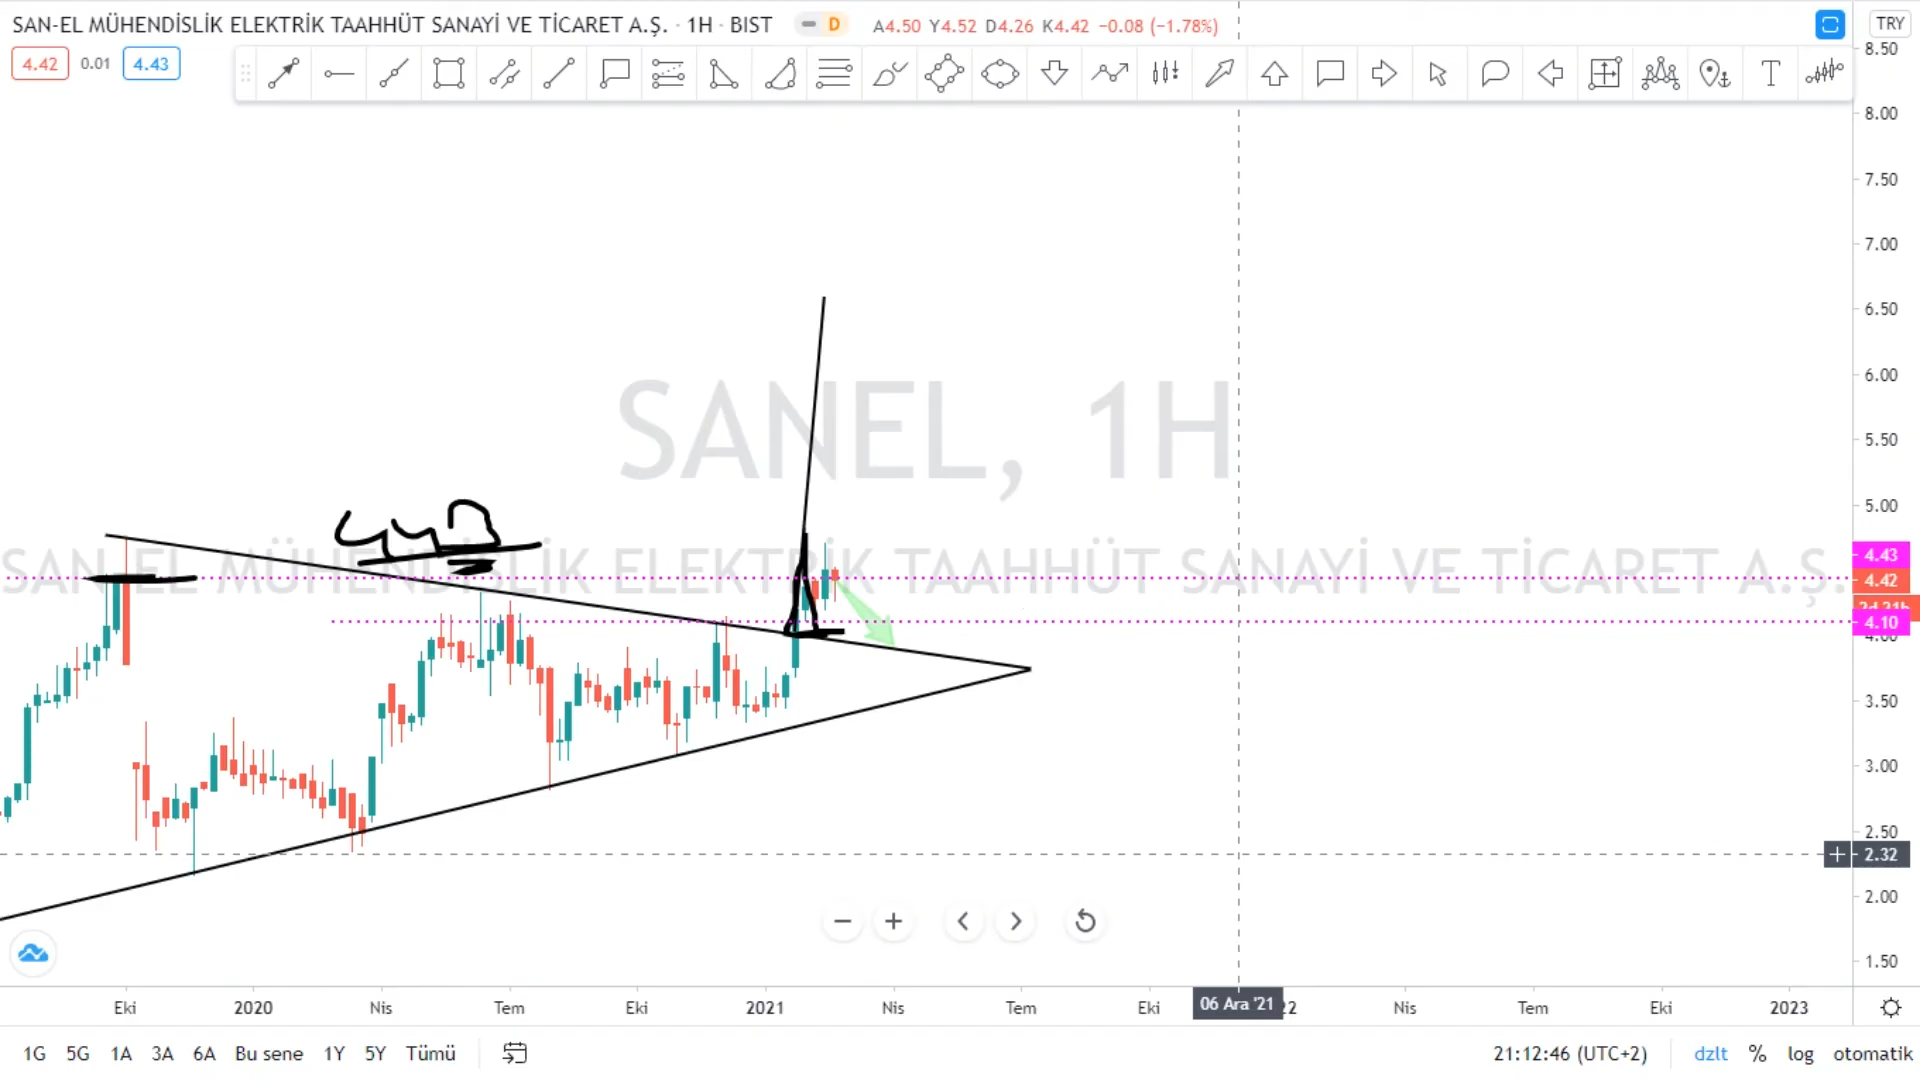 SAN-EL MÜHENDİSLİK ELEKTRİK TAAHHÜT SANAYİ VE TİCARET A.Ş. · 1H · BIST D A4.50 Y4.52 D4.26 K4.42 −0.08 (−1.78%) TRY
4.42 0.01 4.43
T
8.50
8.00
7.50
7.00
6.50
6.00
5.50
5.00
SANEL, 1H
SAN-EL MÜHENDİSLİK ELEKTRİK TAAHHÜT SANAYİ VE TİCARET A.Ş.
4.43
4.42
2d 21h
4.10
4.00
3.50
3.00
2.50
2.32
2.00
1.50
Eki 2020 Nis Tem Eki 2021 Nis Tem Eki 06 Ara '21 Nis Tem Eki 2023
1G 5G 1A 3A 6A Bu sene 1Y 5Y Tümü 21:12:46 (UTC+2) dzlt % log otomatik